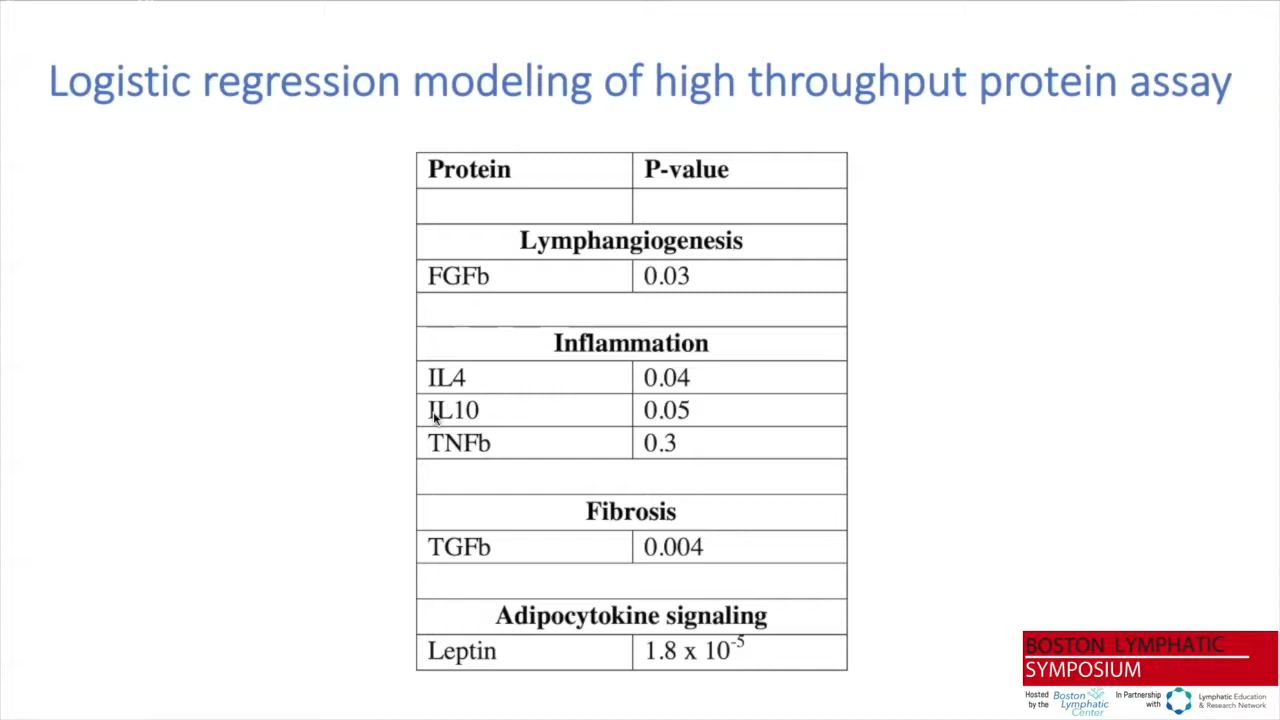 Logistic regression modeling of high throughput protein assay
Protein P-value
Lymphangiogenesis
FGFb 0.03
Inflammation
IL4 0.04
IL10 0.05
TNFb 0.3
Fibrosis
TGFb 0.004
Adipocytokine signaling
Leptin 1.8 x 10⁻⁵
BOSTON LYMPHATIC
SYMPOSIUM
Hosted by the
Boston Lymphatic Center
In Partnership with
Lymphatic Education & Research Network